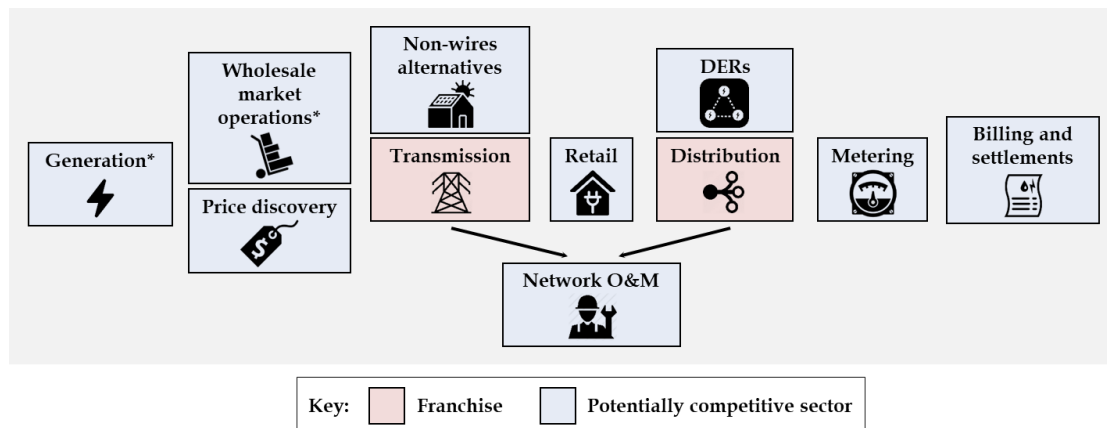 Generation*
Wholesale
market
operations*
Price discovery
Non-wires
alternatives
Transmission
Retail
DERs
Distribution
Metering
Billing and
settlements
Network O&M
Key: Franchise Potentially competitive sector